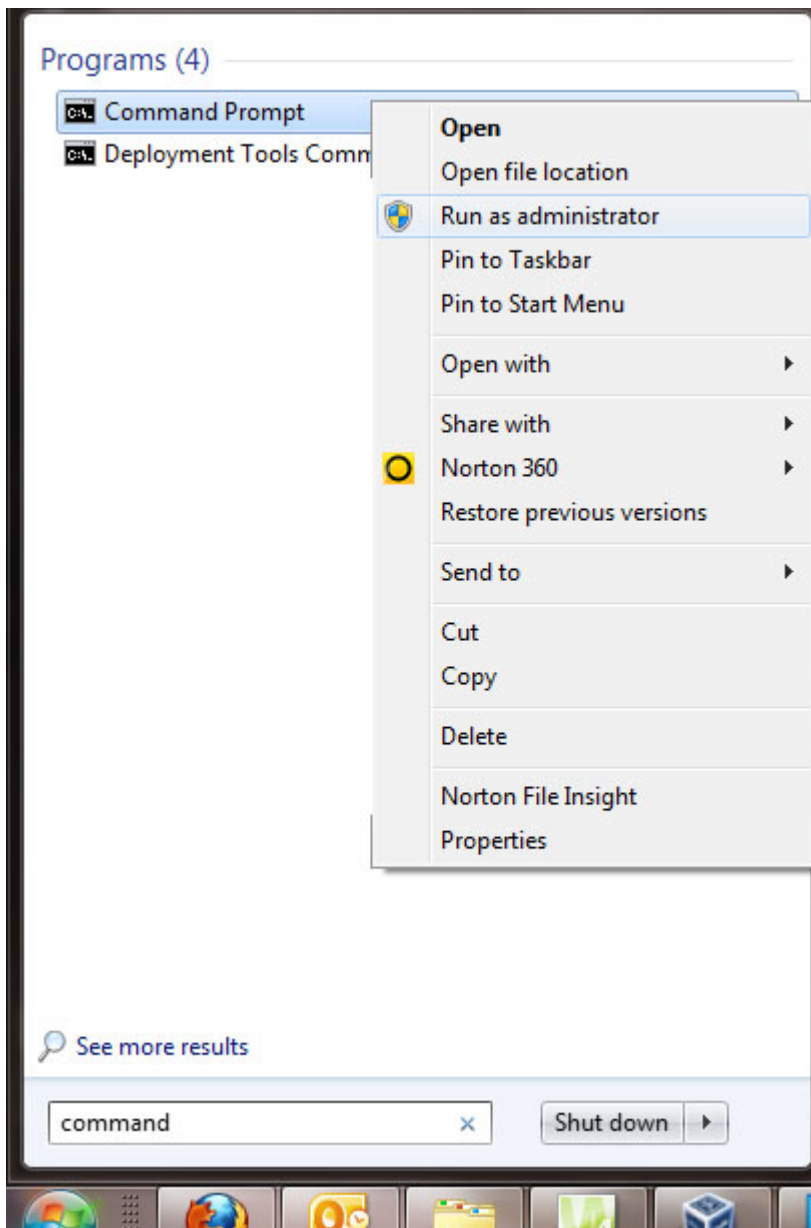 Programs (4)
Command Prompt
Deployment Tools Comm
Open
Open file location
Run as administrator
Pin to Taskbar
Pin to Start Menu
Open with
Share with
Norton 360
Restore previous versions
Send to
Cut
Copy
Delete
Norton File Insight
Properties
See more results
command
Shut down